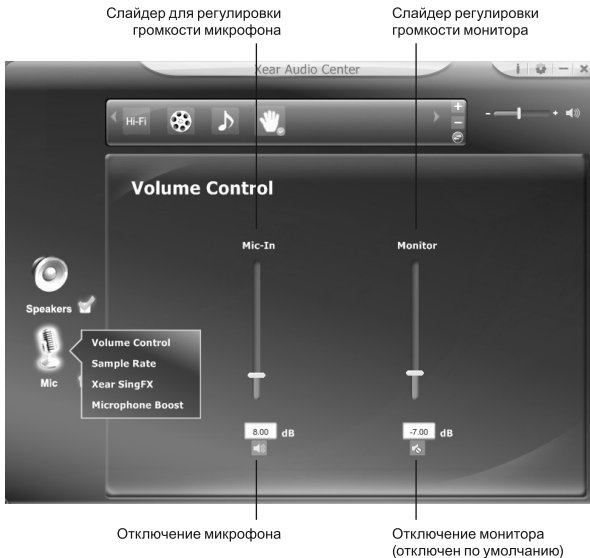 Слайдер для регулировки
громкости микрофона
Слайдер регулировки
громкости монитора
Xear Audio Center
i
Hi-Fi
Volume Control
Mic-In
Monitor
Speakers
Mic
Volume Control
Sample Rate
Xear SingFX
Microphone Boost
8.00 dB
-7.00 dB
Отключение микрофона
Отключение монитора
(отключен по умолчанию)